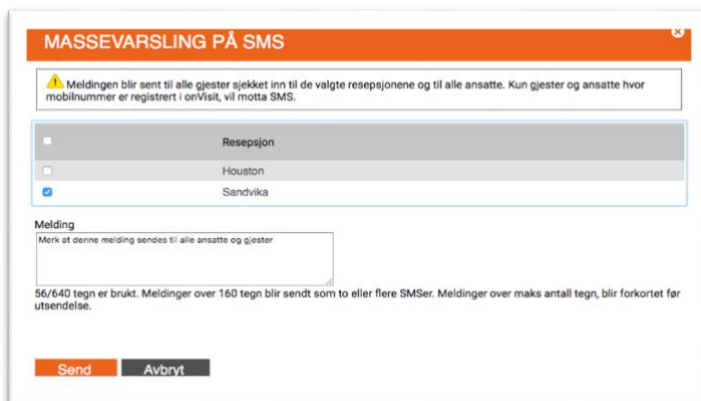 MASSEVARSLING PÅ SMS
Meldingen blir sent til alle gjester sjekket inn til de valgte resepsjonene og til alle ansatte. Kun gjester og ansatte hvor
mobilnummer er registrert i onVisit, vil motta SMS.
Resepsjon
Houston
Sandvika
Melding
Merk at denne melding sendes til alle ansatte og gjester
56/640 tegn er brukt. Meldinger over 160 tegn blir sendt som to eller flere SMSer. Meldinger over maks antall tegn, blir forkortet før
utsendelse.
Send Avbryt